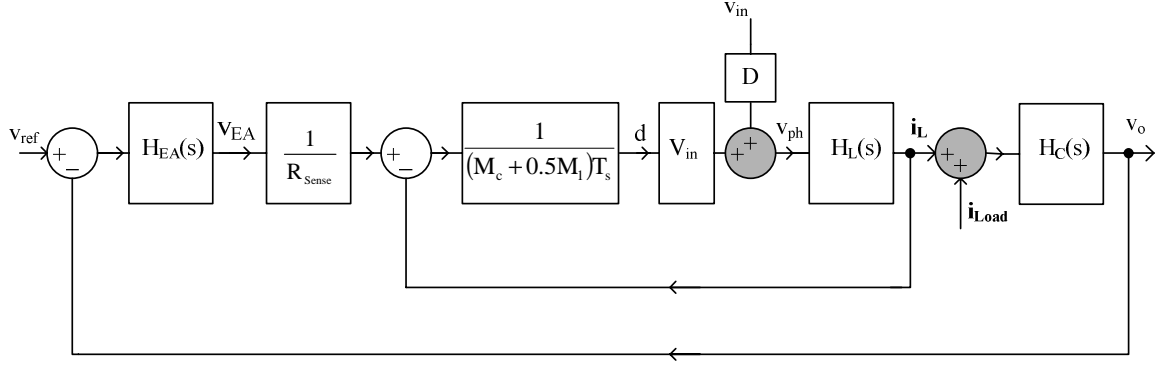 v_in
D
v_ref
+
−
H_EA(s)
v_EA
1
R_Sense
+
−
1
(M_c + 0.5M_1)T_s
d
V_in
+
+
v_ph
H_L(s)
i_L
+
+
i_Load
H_C(s)
v_o